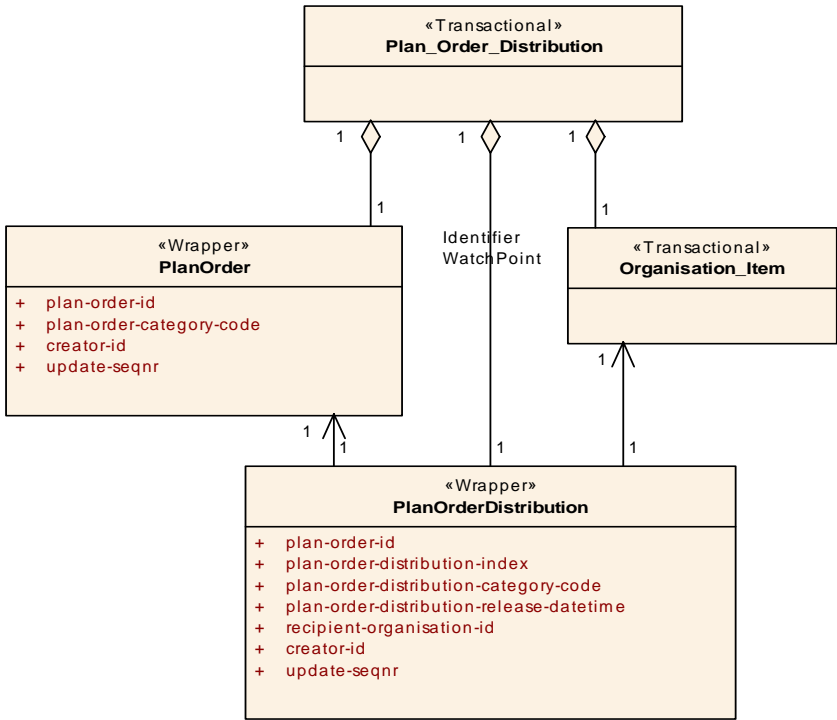 «Transactional»
Plan_Order_Distribution
1
1
1
1
1
Identifier
WatchPoint
«Wrapper»
PlanOrder
+ plan-order-id
+ plan-order-category-code
+ creator-id
+ update-seqnr
«Transactional»
Organisation_Item
1
1
1
1
1
«Wrapper»
PlanOrderDistribution
+ plan-order-id
+ plan-order-distribution-index
+ plan-order-distribution-category-code
+ plan-order-distribution-release-datetime
+ recipient-organisation-id
+ creator-id
+ update-seqnr